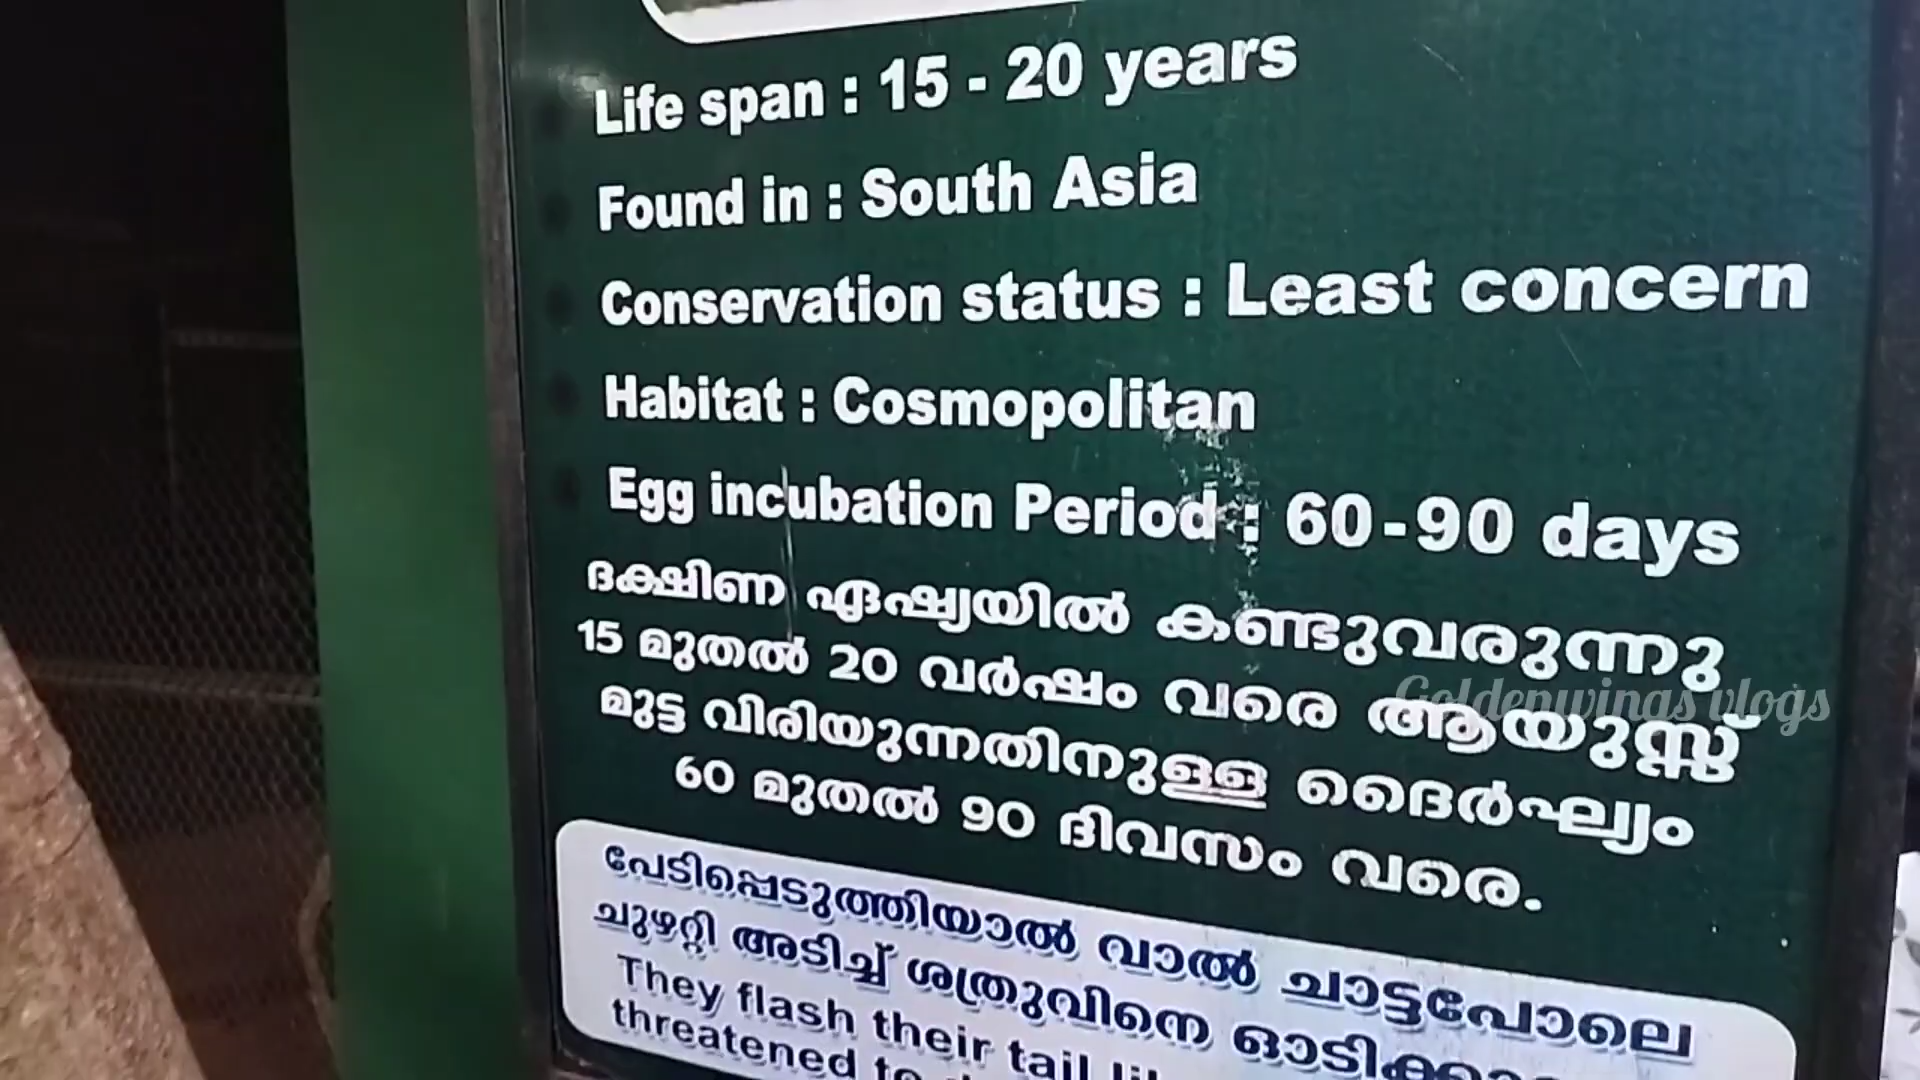 Life span : 15 - 20 years
Found in : South Asia
Conservation status : Least concern
Habitat : Cosmopolitan
Egg incubation Period : 60-90 days
ദക്ഷിണ ഏഷ്യയിൽ കണ്ടുവരുന്നു
15 മുതൽ 20 വർഷം വരെ ആയുസ്സ്
Goldenwings vlogs
മുട്ട വിരിയുന്നതിനുള്ള ദൈർഘ്യം
60 മുതൽ 90 ദിവസം വരെ.
പേടിപ്പെടുത്തിയാൽ വാൽ ചാട്ടപോലെ
ചുഴറ്റി അടിച്ച് ശത്രുവിനെ
They flash their tail
threatened to